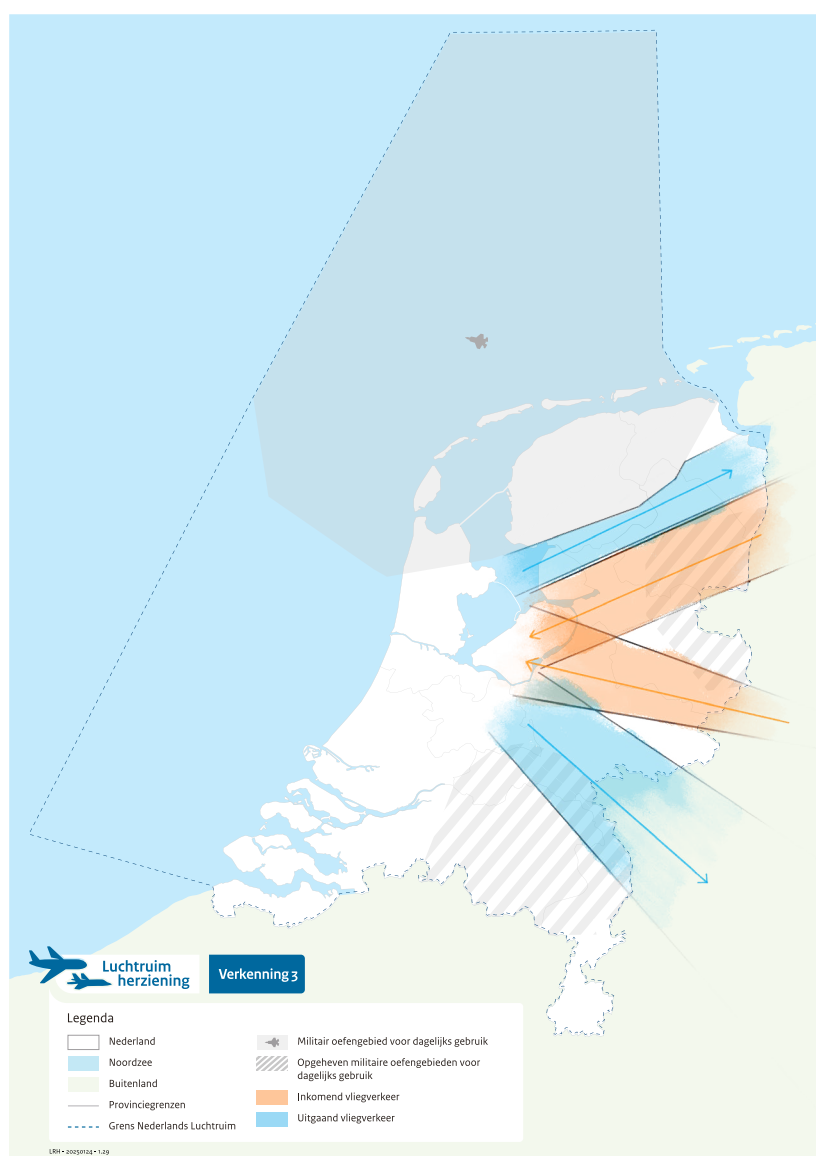 Luchtruim
herziening
Verkenning 3
Legenda
Nederland
Noordzee
Buitenland
Provinciegrenzen
Grens Nederlands Luchtruim
Militair oefengebied voor dagelijks gebruik
Opgeheven militaire oefengebieden voor
dagelijks gebruik
Inkomend vliegverkeer
Uitgaand vliegverkeer
LRH • 20250124 • 1.29